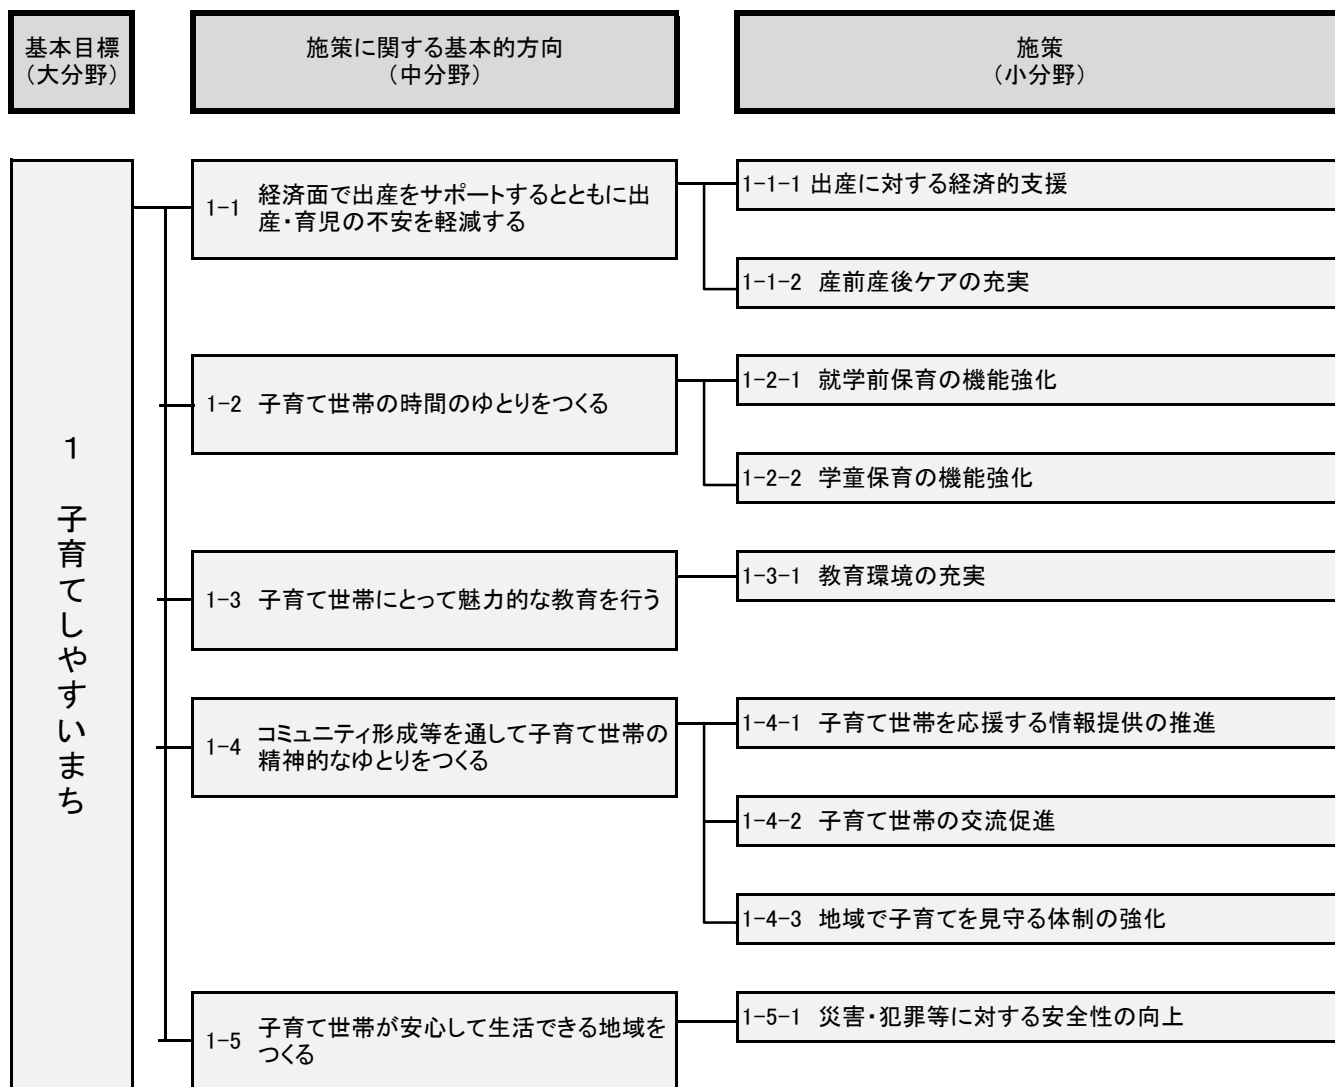 基本目標
（大分野）
施策に関する基本的方向
（中分野）
施策
（小分野）
1　子育てしやすいまち
1-1　経済面で出産をサポートするとともに出
産・育児の不安を軽減する
1-1-1 出産に対する経済的支援
1-1-2　産前産後ケアの充実
1-2　子育て世帯の時間のゆとりをつくる
1-2-1　就学前保育の機能強化
1-2-2　学童保育の機能強化
1-3　子育て世帯にとって魅力的な教育を行う
1-3-1　教育環境の充実
1-4　コミュニティ形成等を通して子育て世帯の
精神的なゆとりをつくる
1-4-1　子育て世帯を応援する情報提供の推進
1-4-2　子育て世帯の交流促進
1-4-3　地域で子育てを見守る体制の強化
1-5　子育て世帯が安心して生活できる地域を
つくる
1-5-1　災害・犯罪等に対する安全性の向上